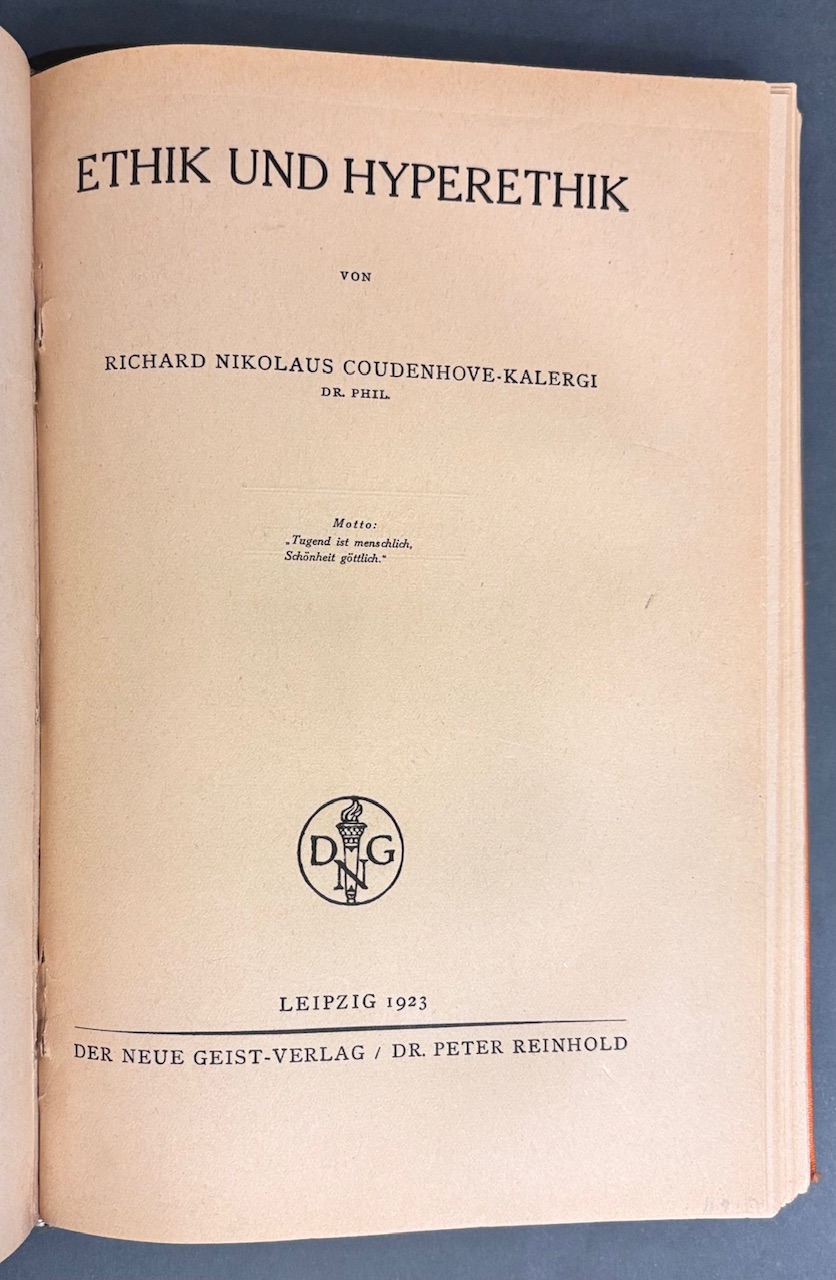 ETHIK UND HYPERETHIK
VON
RICHARD NIKOLAUS COUDENHOVE-KALERGI
DR. PHIL.
Motto:
„Tugend ist menschlich,
Schönheit göttlich.“
DNG
LEIPZIG 1923
DER NEUE GEIST-VERLAG / DR. PETER REINHOLD